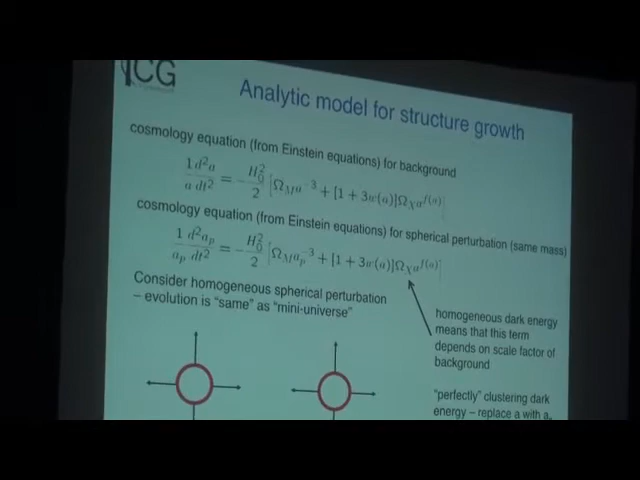 ICG
Analytic model for structure growth
cosmology equation (from Einstein equations) for background
1/a d²a/dt² = − H₀²/2 [Ω_M a⁻³ + [1 + 3w(a)]Ω_X a^f(a)]
cosmology equation (from Einstein equations) for spherical perturbation (same mass)
1/a_p d²a_p/dt² = − H₀²/2 [Ω_M a_p⁻³ + [1 + 3w(a)]Ω_X a^f(a)]
Consider homogeneous spherical perturbation
– evolution is “same” as “mini-universe”
homogeneous dark energy
means that this term
depends on scale factor of
background
“perfectly” clustering dark
energy – replace a with aₚ